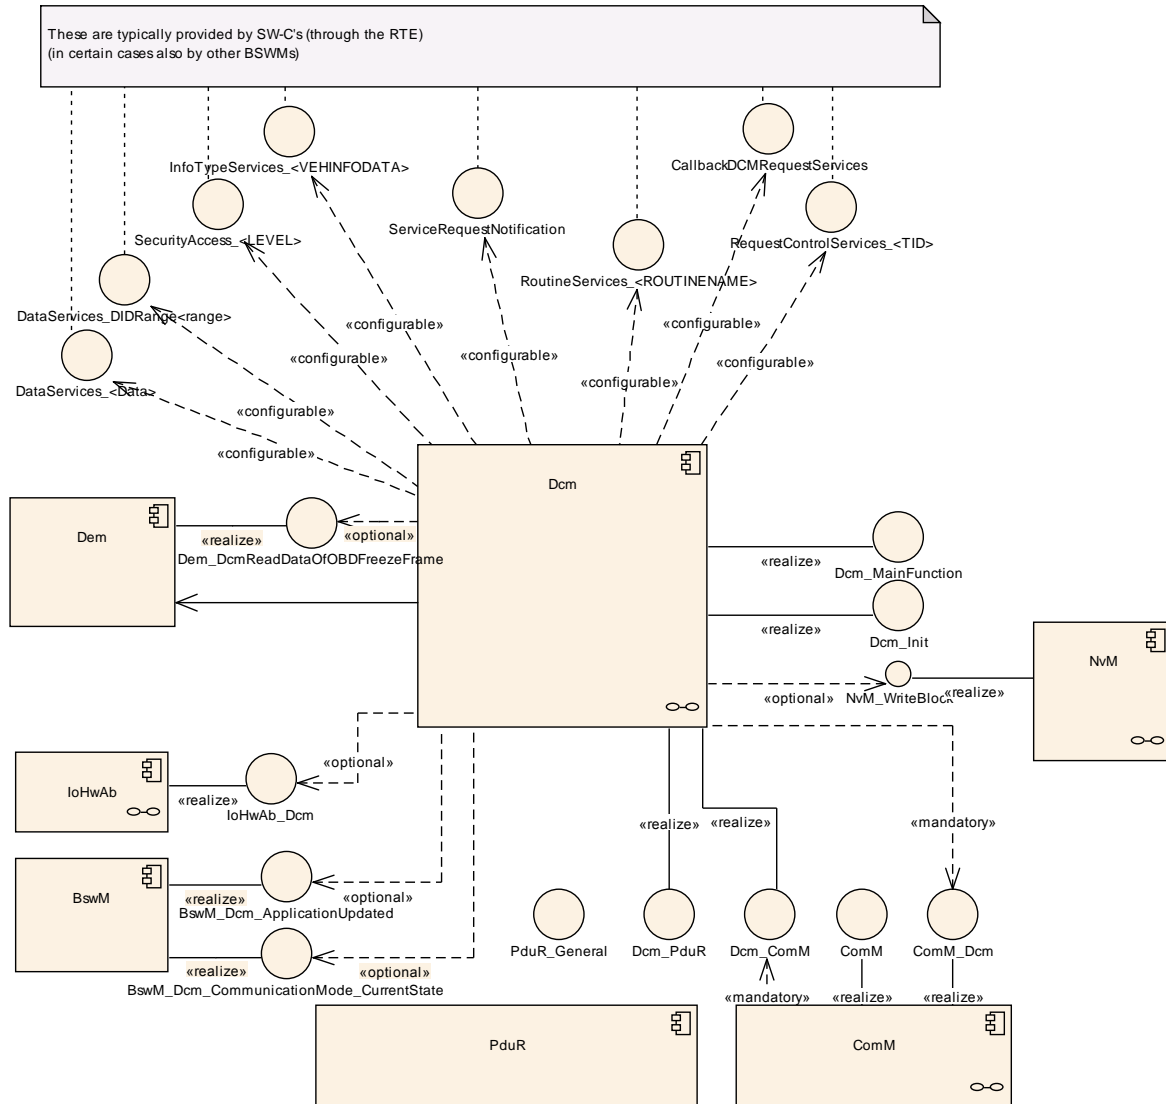 These are typically provided by SW-C's (through the RTE)
(in certain cases also by other BSWMs)
InfoTypeServices_<VEHINFODATA>
CallbackDCMRequestServices
ServiceRequestNotification
SecurityAccess_<LEVEL>
RequestControlServices_<TID>
RoutineServices_<ROUTINENAME>
DataServices_DIDRange<range>
DataServices_<Data>
«configurable»
«configurable»
«configurable»
«configurable»
«configurable»
«configurable»
«configurable»
«configurable»
Dcm
Dem
«realize»
«optional»
Dem_DcmReadDataOfOBDFreezeFrame
«realize»
Dcm_MainFunction
«realize»
Dcm_Init
NvM
«optional»
NvM_WriteBlock
«realize»
«optional»
IoHwAb
«realize»
IoHwAb_Dcm
«realize»
«realize»
«mandatory»
BswM
«realize»
«optional»
BswM_Dcm_ApplicationUpdated
PduR_General
Dcm_PduR
Dcm_ComM
ComM
ComM_Dcm
«realize»
«optional»
BswM_Dcm_CommunicationMode_CurrentState
«mandatory»
«realize»
«realize»
PduR
ComM